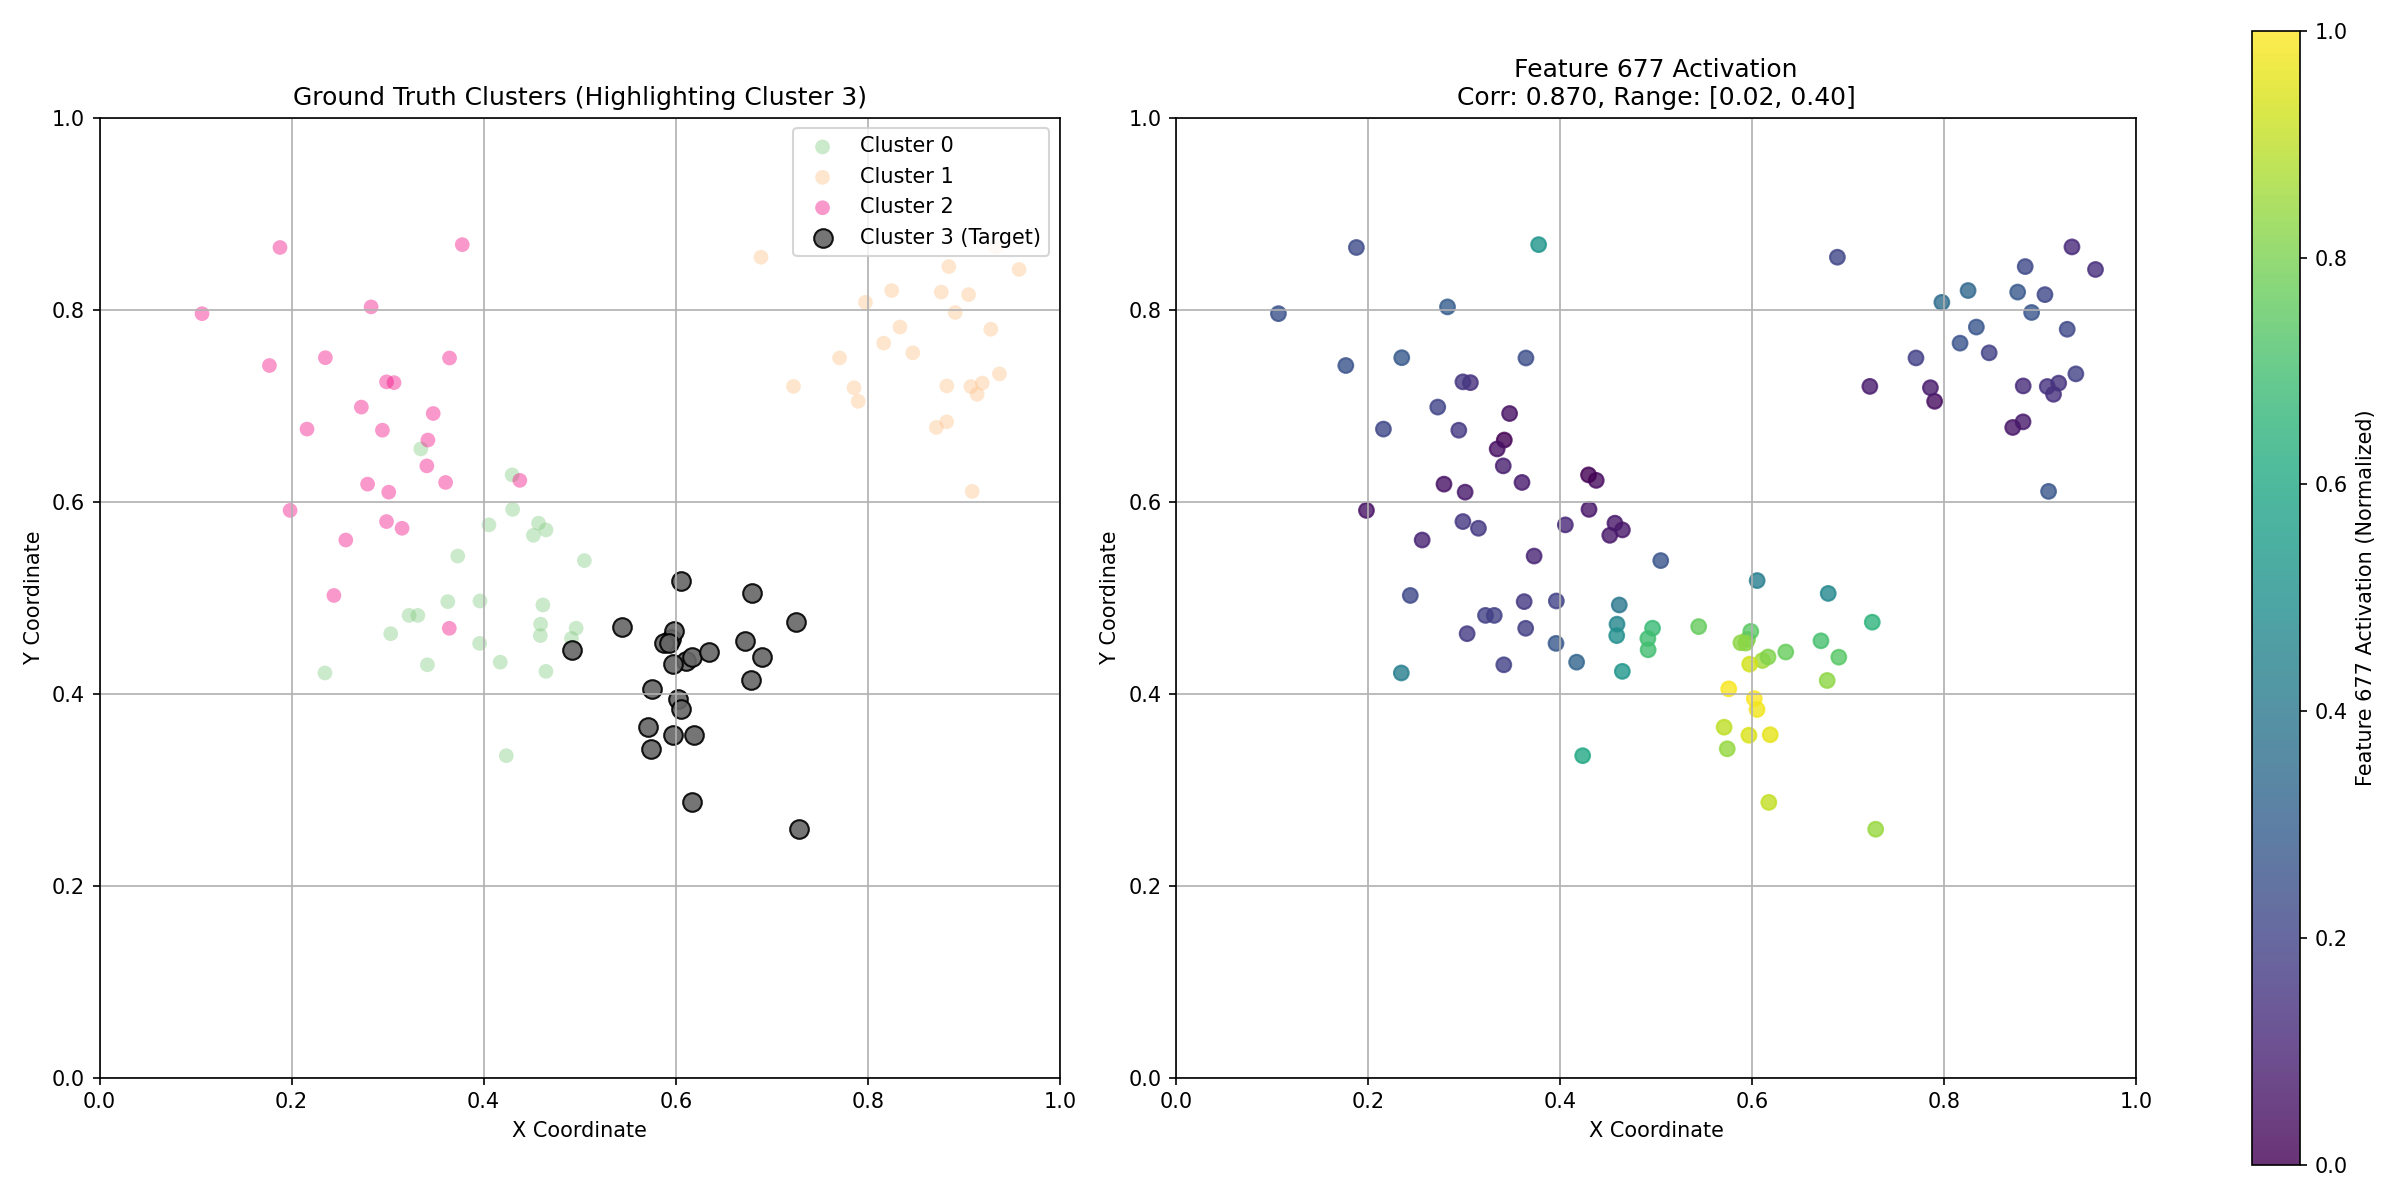 Ground Truth Clusters (Highlighting Cluster 3)
Cluster 0
Cluster 1
Cluster 2
Cluster 3 (Target)
1.0
0.8
0.6
0.4
0.2
0.0
Y Coordinate
0.0 0.2 0.4 0.6 0.8 1.0
X Coordinate
Feature 677 Activation
Corr: 0.870, Range: [0.02, 0.40]
1.0
0.8
0.6
0.4
0.2
0.0
Y Coordinate
0.0 0.2 0.4 0.6 0.8 1.0
X Coordinate
1.0
0.8
0.6
0.4
0.2
0.0
Feature 677 Activation (Normalized)